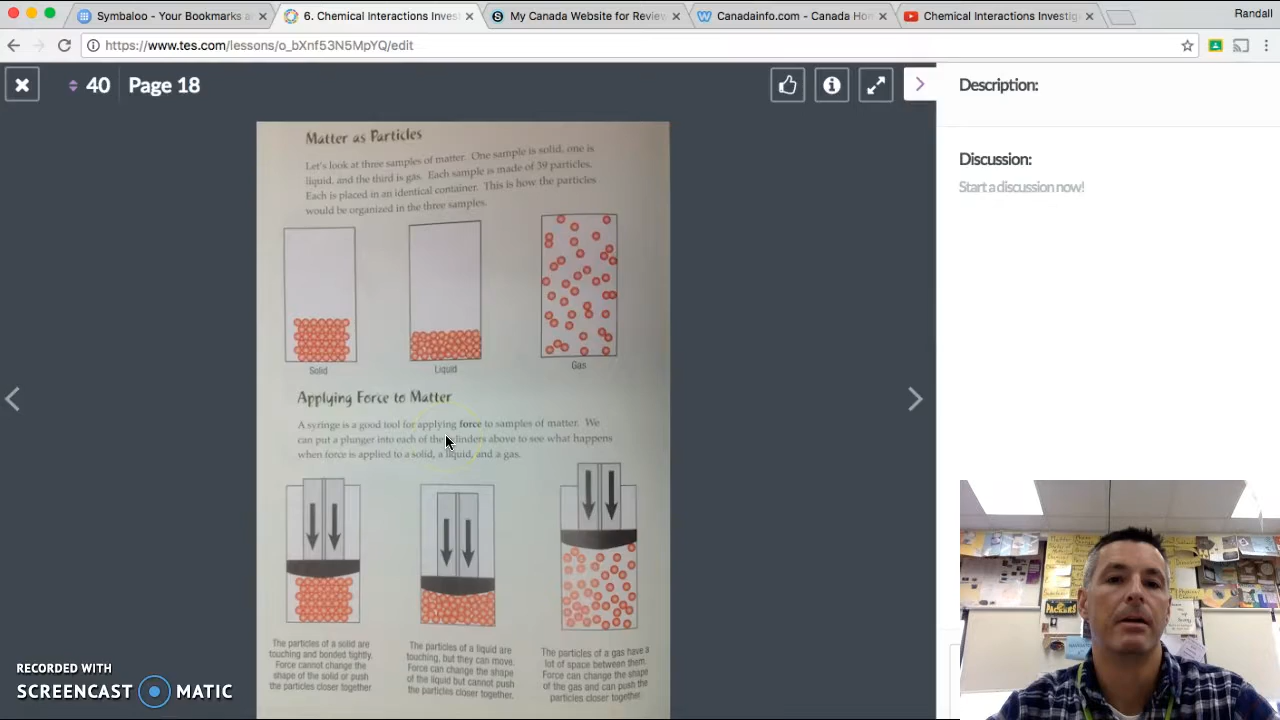 Symbaloo - Your Bookmarks a
6. Chemical Interactions Inves
My Canada Website for Revie
Canadainfo.com - Canada Ho
Chemical Interactions Investig
Randall
https://www.tes.com/lessons/o_bXnf53N5MpYQ/edit
40
Page 18
Description:
Discussion:
Start a discussion now!
Matter as Particles
Let's look at three samples of matter. One sample is solid, one is
liquid, and the third is gas. Each sample is made of 39 particles.
Each is placed in an identical container. This is how the particles
would be organized in the three samples.
Solid
Liquid
Gas
Applying Force to Matter
A syringe is a good tool for applying force to samples of matter. We
can put a plunger into each of the cylinders above to see what happens
when force is applied to a solid, a liquid, and a gas.
The particles of a solid are
touching and bonded tightly.
Force cannot change the
shape of the solid or push
the particles closer together.
The particles of a liquid are
touching, but they can move.
Force can change the shape
of the liquid but cannot push
the particles closer together.
The particles of a gas have a
lot of space between them.
Force can change the shape
of the gas and can push the
particles closer together.
RECORDED WITH
SCREENCAST MATIC
PACKERS